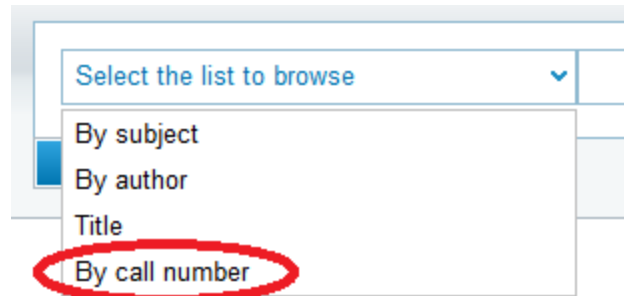 Select the list to browse
By subject
By author
Title
By call number